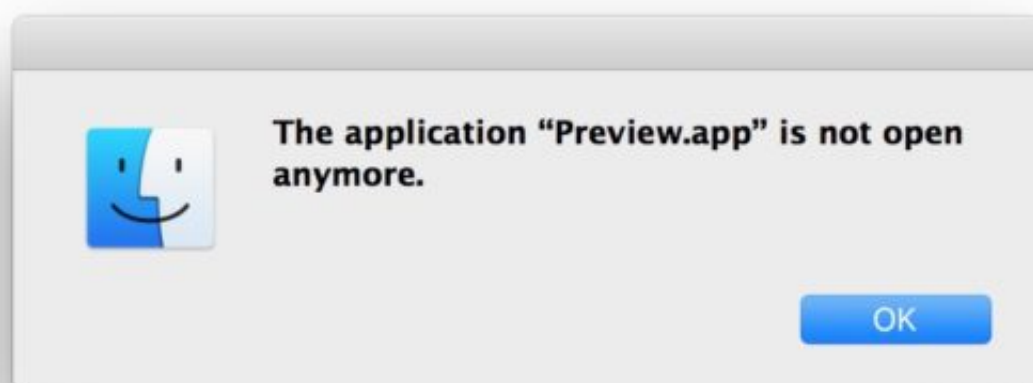 The application “Preview.app” is not open
anymore.
OK